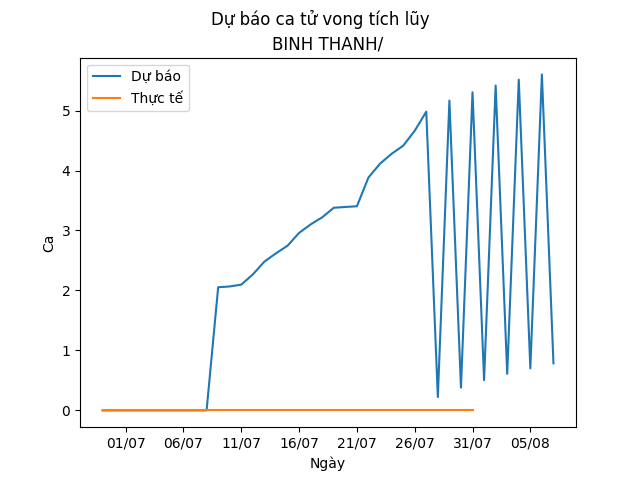 Dự báo ca tử vong tích lũy
BINH THANH/
Dự báo
Thực tế
Ca
5
4
3
2
1
0
01/07 06/07 11/07 16/07 21/07 26/07 31/07 05/08
Ngày